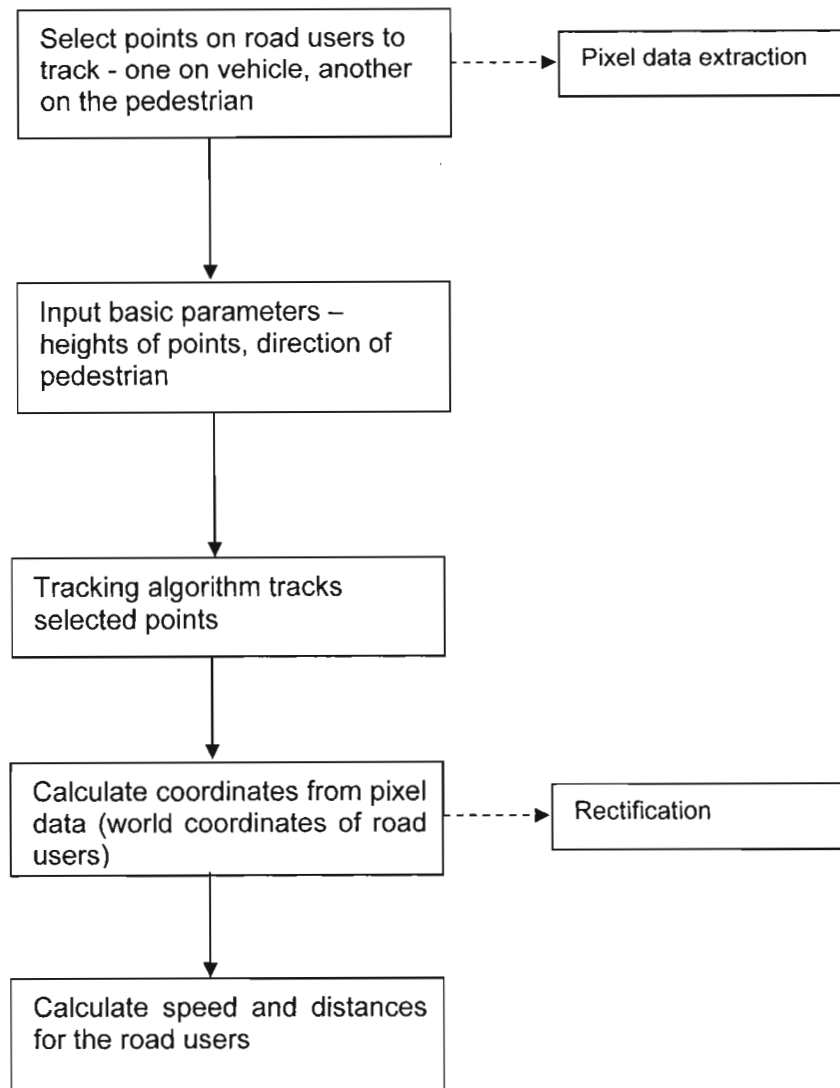 Select points on road users to
track - one on vehicle, another
on the pedestrian
Pixel data extraction
Input basic parameters –
heights of points, direction of
pedestrian
Tracking algorithm tracks
selected points
Calculate coordinates from pixel
data (world coordinates of road
users)
Rectification
Calculate speed and distances
for the road users